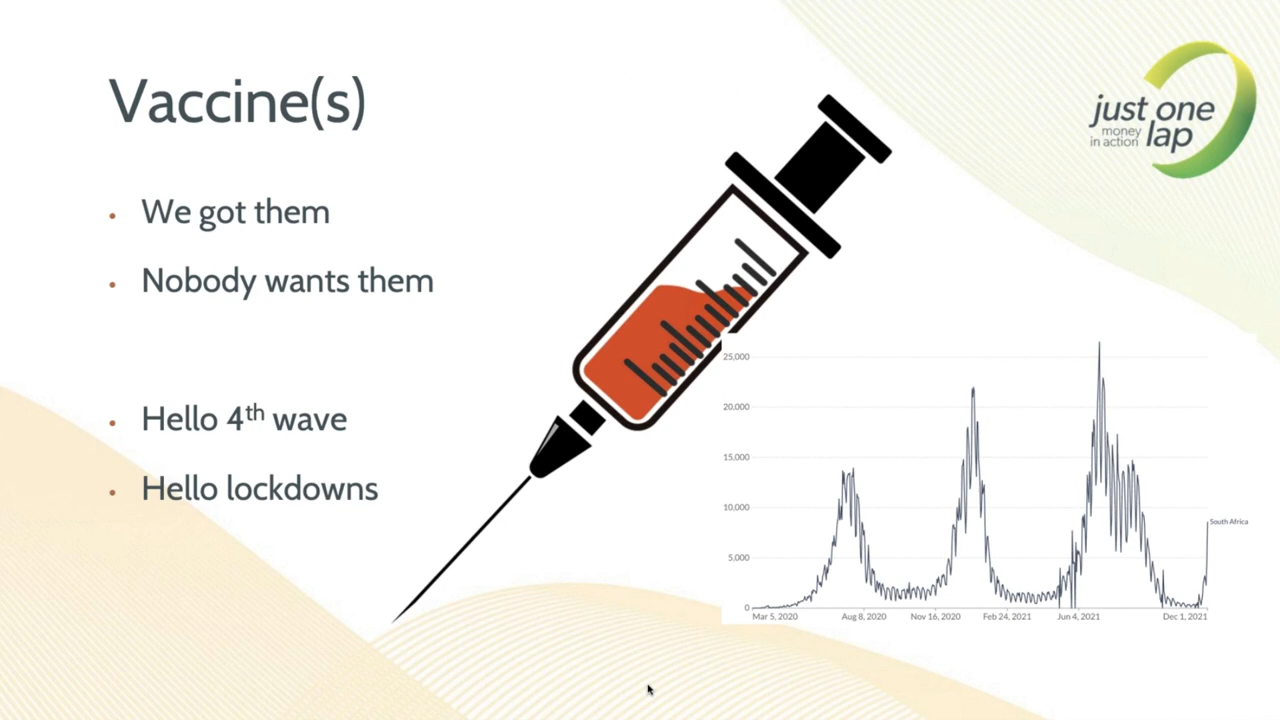 Vaccine(s)
just one
money
in action lap
• We got them
• Nobody wants them
• Hello 4th wave
• Hello lockdowns
25,000
20,000
15,000
10,000
5,000
0
South Africa
Mar 5, 2020 Aug 8, 2020 Nov 16, 2020 Feb 24, 2021 Jun 4, 2021 Dec 1, 2021